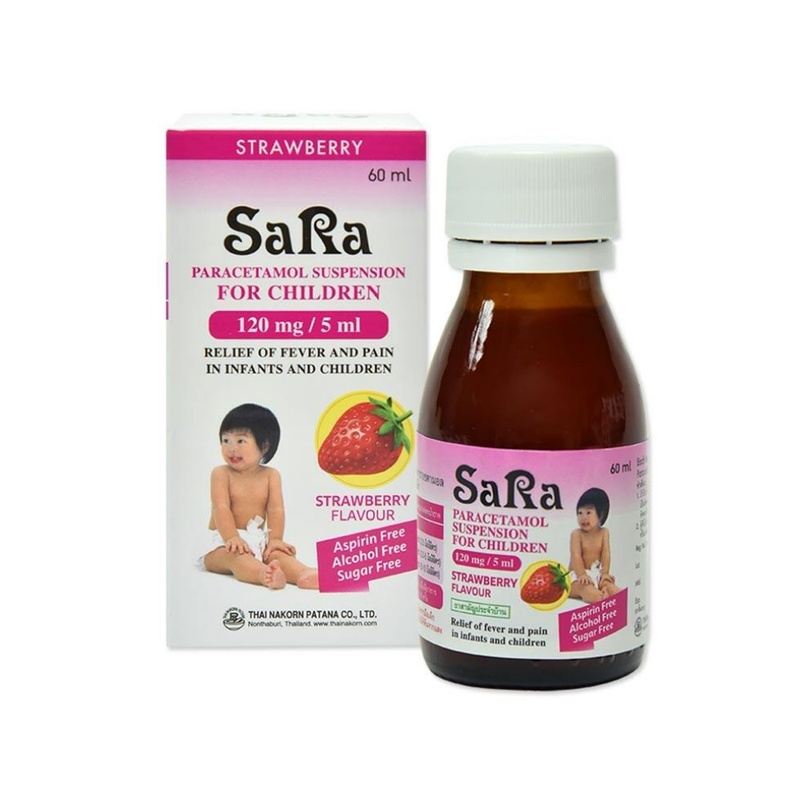 STRAWBERRY
60 ml
SaRa
PARACETAMOL SUSPENSION
FOR CHILDREN
120 mg / 5 ml
RELIEF OF FEVER AND PAIN
IN INFANTS AND CHILDREN
STRAWBERRY
FLAVOUR
Aspirin Free
Alcohol Free
Sugar Free
THAI NAKORN PATANA CO., LTD.
Nonthaburi, Thailand. www.thainakorn.com
60 ml
SaRa
PARACETAMOL
SUSPENSION
FOR CHILDREN
120 mg / 5 ml
STRAWBERRY
FLAVOUR
ยาสามัญประจำบ้าน
Relief of fever and pain
in infants and children
Aspirin Free
Alcohol Free
Sugar Free